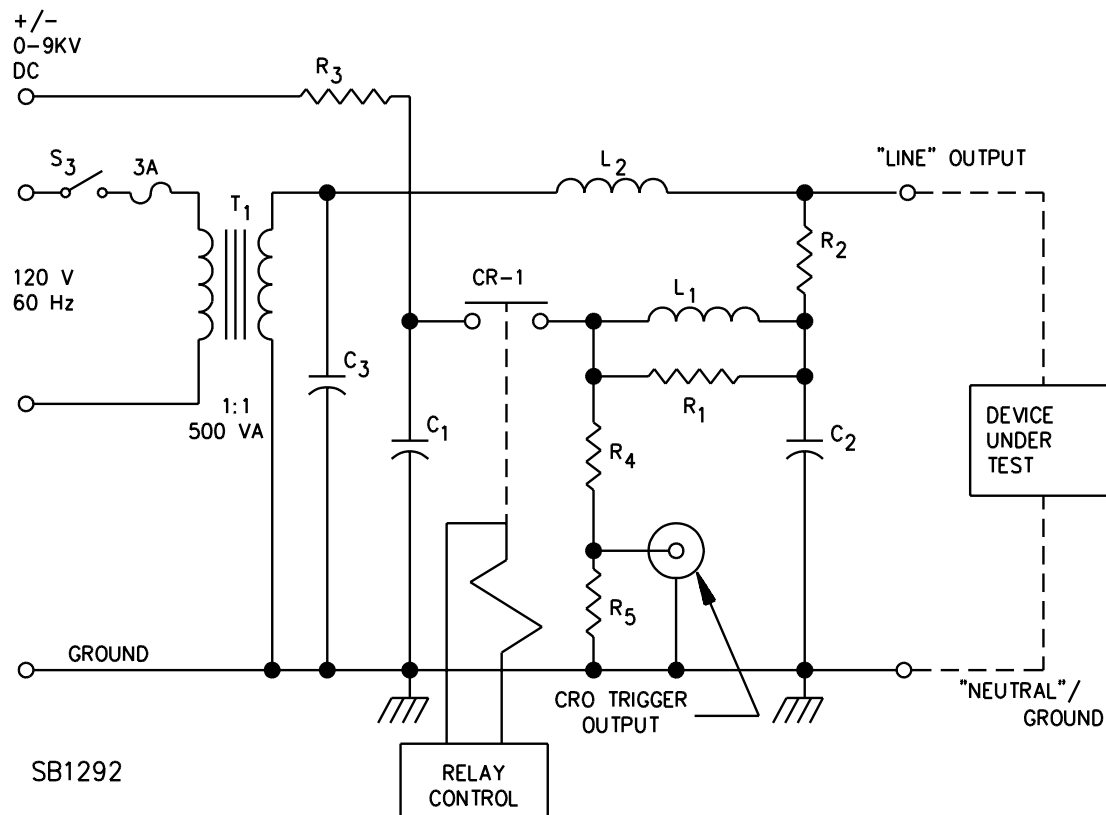 +/-
0-9KV
DC
R3
S3
3A
T1
L2
"LINE" OUTPUT
R2
120 V
60 Hz
CR-1
L1
C3
R1
1:1
500 VA
C1
R4
C2
DEVICE
UNDER
TEST
R5
GROUND
CRO TRIGGER
OUTPUT
"NEUTRAL"/
GROUND
SB1292
RELAY
CONTROL